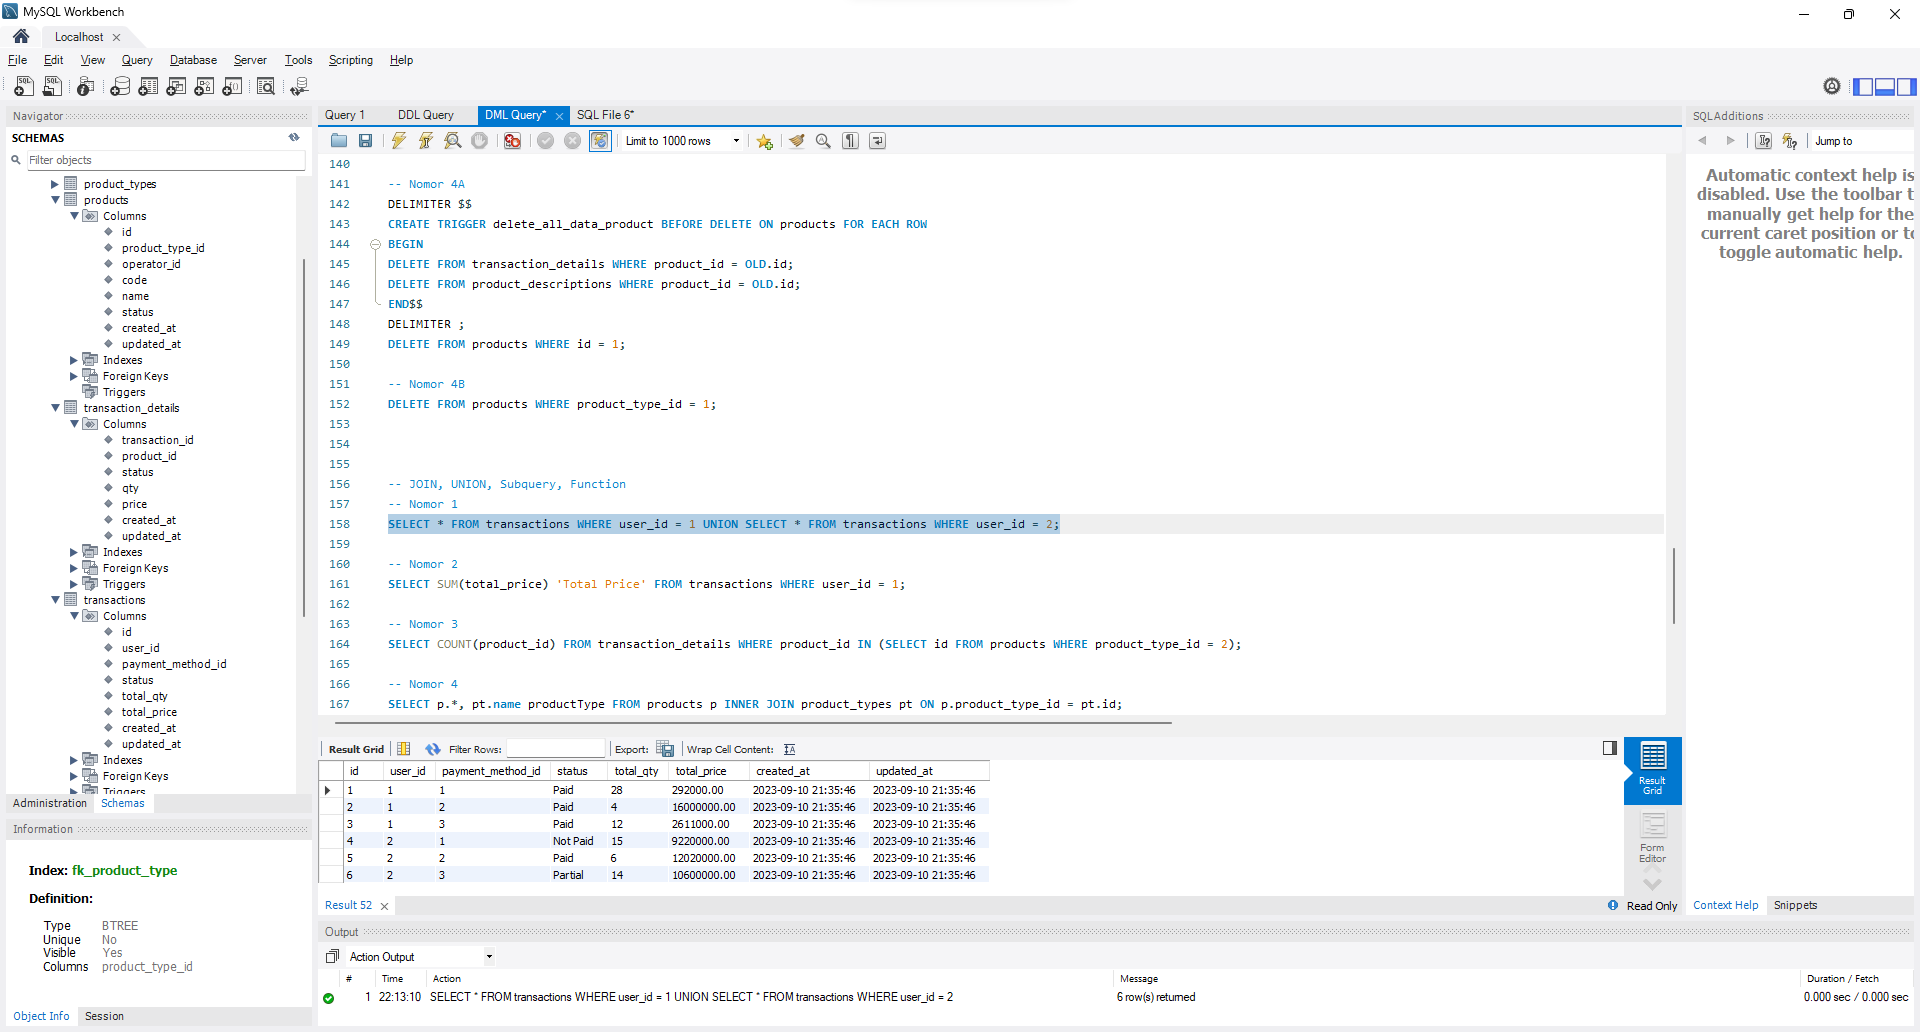 MySQL Workbench
Localhost
File Edit View Query Database Server Tools Scripting Help
Navigator
SCHEMAS
Filter objects
product_types
products
Columns
id
product_type_id
operator_id
code
name
status
created_at
updated_at
Indexes
Foreign Keys
Triggers
transaction_details
Columns
transaction_id
product_id
status
qty
price
created_at
updated_at
Indexes
Foreign Keys
Triggers
transactions
Columns
id
user_id
payment_method_id
status
total_qty
total_price
created_at
updated_at
Indexes
Foreign Keys
Triggers
Administration Schemas
Information
Index: fk_product_type
Definition:
Type BTREE
Unique No
Visible Yes
Columns product_type_id
Object Info Session
Query 1 DDL Query DML Query* SQL File 6*
Limit to 1000 rows
140
141 -- Nomor 4A
142 DELIMITER $$
143 CREATE TRIGGER delete_all_data_product BEFORE DELETE ON products FOR EACH ROW
144 BEGIN
145 DELETE FROM transaction_details WHERE product_id = OLD.id;
146 DELETE FROM product_descriptions WHERE product_id = OLD.id;
147 END$$
148 DELIMITER ;
149 DELETE FROM products WHERE id = 1;
150
151 -- Nomor 4B
152 DELETE FROM products WHERE product_type_id = 1;
153
154
155
156 -- JOIN, UNION, Subquery, Function
157 -- Nomor 1
158 SELECT * FROM transactions WHERE user_id = 1 UNION SELECT * FROM transactions WHERE user_id = 2;
159
160 -- Nomor 2
161 SELECT SUM(total_price) 'Total Price' FROM transactions WHERE user_id = 1;
162
163 -- Nomor 3
164 SELECT COUNT(product_id) FROM transaction_details WHERE product_id IN (SELECT id FROM products WHERE product_type_id = 2);
165
166 -- Nomor 4
167 SELECT p.*, pt.name productType FROM products p INNER JOIN product_types pt ON p.product_type_id = pt.id;
Result Grid Filter Rows: Export: Wrap Cell Content:
id user_id payment_method_id status total_qty total_price created_at updated_at
1 1 1 Paid 28 292000.00 2023-09-10 21:35:46 2023-09-10 21:35:46
2 1 2 Paid 4 16000000.00 2023-09-10 21:35:46 2023-09-10 21:35:46
3 1 3 Paid 12 2611000.00 2023-09-10 21:35:46 2023-09-10 21:35:46
4 2 1 Not Paid 15 9220000.00 2023-09-10 21:35:46 2023-09-10 21:35:46
5 2 2 Paid 6 12020000.00 2023-09-10 21:35:46 2023-09-10 21:35:46
6 2 3 Partial 14 10600000.00 2023-09-10 21:35:46 2023-09-10 21:35:46
Result
Grid
Form
Editor
Result 52
Read Only
Output
Action Output
# Time Action Message Duration / Fetch
1 22:13:10 SELECT * FROM transactions WHERE user_id = 1 UNION SELECT * FROM transactions WHERE user_id = 2 6 row(s) returned 0.000 sec / 0.000 sec
SQLAdditions
Jump to
Automatic context help is
disabled. Use the toolbar t
manually get help for the
current caret position or to
toggle automatic help.
Context Help Snippets